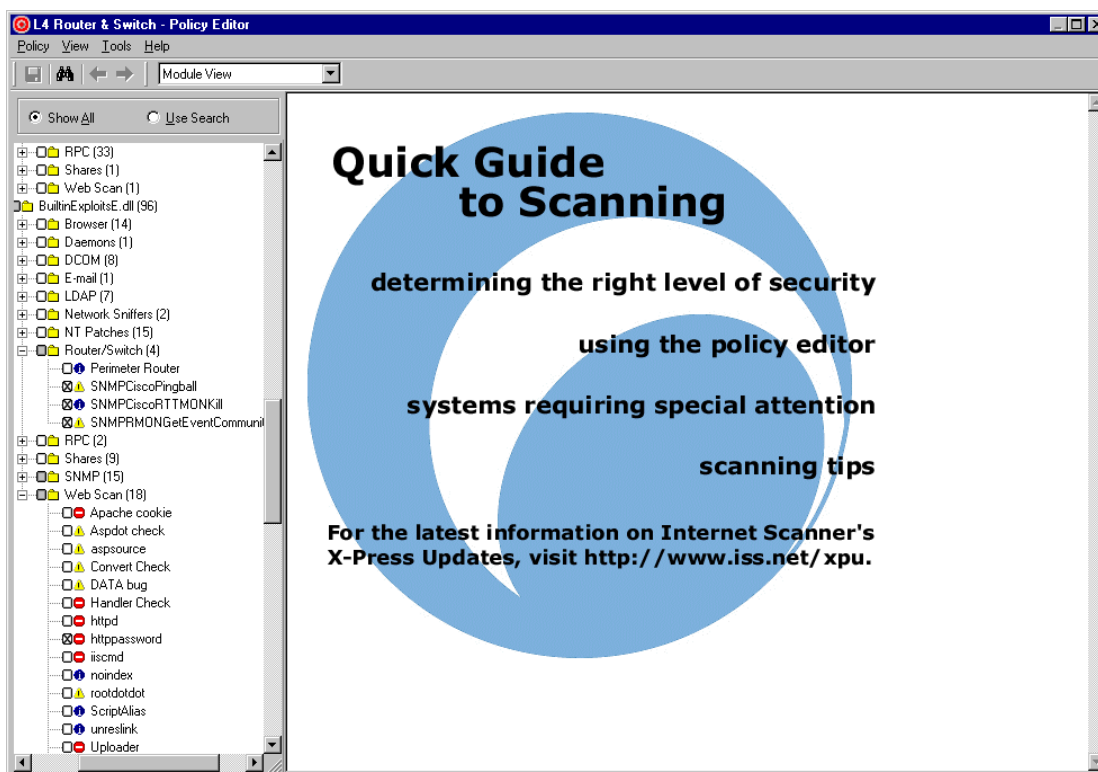 L4 Router & Switch - Policy Editor
Policy View Tools Help
Module View
Show All Use Search
RPC (33)
Shares (1)
Web Scan (1)
BuiltinExploitsE.dll (96)
Browser (14)
Daemons (1)
DCOM (8)
E-mail (1)
LDAP (7)
Network Sniffers (2)
NT Patches (15)
Router/Switch (4)
Perimeter Router
SNMPCiscoPingball
SNMPCiscoRTTMONKill
SNMPRMONGetEventCommuni
RPC (2)
Shares (9)
SNMP (15)
Web Scan (18)
Apache cookie
Aspdot check
aspsource
Convert Check
DATA bug
Handler Check
httpd
httppassword
iiscmd
noindex
rootdotdot
ScriptAlias
unreslink
Uploader
Quick Guide
to Scanning
determining the right level of security
using the policy editor
systems requiring special attention
scanning tips
For the latest information on Internet Scanner's
X-Press Updates, visit http://www.iss.net/xpu.